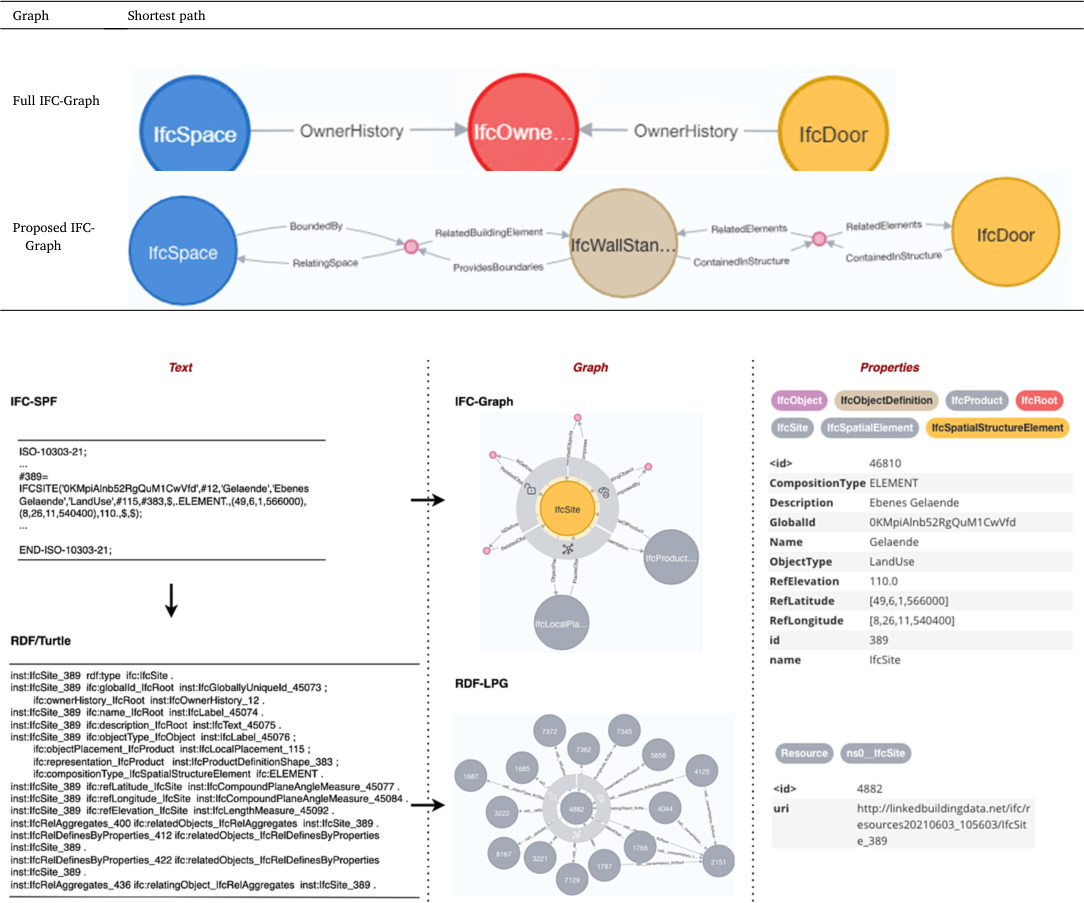 Graph Shortest path
Full IFC-Graph
IfcSpace OwnerHistory IfcOwne... OwnerHistory IfcDoor
Proposed IFC-
Graph
IfcSpace BoundedBy RelatingSpace RelatedBuildingElement ProvidesBoundaries IfcWallStan... RelatedElements ContainedInStructure RelatedElements ContainedInStructure IfcDoor
Text
IFC-SPF
ISO-10303-21;
...
#389=
IFCSITE('0KMpiAlnb52RgQuM1CwVfd',#12,'Gelaende','Ebenes
Gelaende','LandUse',#115,#383,$,.ELEMENT.,(49,6,1,566000),
(8,26,11,540400),110.,$,$);
...
END-ISO-10303-21;
RDF/Turtle
inst:IfcSite_389 rdf:type ifc:IfcSite .
inst:IfcSite_389 ifc:globalId_IfcRoot inst:IfcGloballyUniqueId_45073 ;
ifc:ownerHistory_IfcRoot inst:IfcOwnerHistory_12 .
inst:IfcSite_389 ifc:name_IfcRoot inst:IfcLabel_45074 .
inst:IfcSite_389 ifc:description_IfcRoot inst:IfcText_45075 .
inst:IfcSite_389 ifc:objectType_IfcObject inst:IfcLabel_45076 ;
ifc:objectPlacement_IfcProduct inst:IfcLocalPlacement_115 ;
ifc:representation_IfcProduct inst:IfcProductDefinitionShape_383 ;
ifc:compositionType_IfcSpatialStructureElement ifc:ELEMENT .
inst:IfcSite_389 ifc:refLatitude_IfcSite inst:IfcCompoundPlaneAngleMeasure_45077 .
inst:IfcSite_389 ifc:refLongitude_IfcSite inst:IfcCompoundPlaneAngleMeasure_45084 .
inst:IfcSite_389 ifc:refElevation_IfcSite inst:IfcLengthMeasure_45092 .
inst:IfcRelAggregates_400 ifc:relatedObjects_IfcRelAggregates inst:IfcSite_389 .
inst:IfcRelDefinesByProperties_412 ifc:relatedObjects_IfcRelDefinesByProperties
inst:IfcSite_389 .
inst:IfcRelDefinesByProperties_422 ifc:relatedObjects_IfcRelDefinesByProperties
inst:IfcSite_389 .
inst:IfcRelAggregates_436 ifc:relatingObject_IfcRelAggregates inst:IfcSite_389 .
Graph
IFC-Graph
IfcSite
IfcProduct...
IfcLocalPla...
RDF-LPG
7372
7345
7362
5858
1685
4125
1687
4882
4044
3222
1765
8167
3221
1787
2151
7129
Properties
IfcObject IfcObjectDefinition IfcProduct IfcRoot
IfcSite IfcSpatialElement IfcSpatialStructureElement
<id> 46810
CompositionType ELEMENT
Description Ebenes Gelaende
GlobalId 0KMpiAlnb52RgQuM1CwVfd
Name Gelaende
ObjectType LandUse
RefElevation 110.0
RefLatitude [49,6,1,566000]
RefLongitude [8,26,11,540400]
id 389
name IfcSite
Resource ns0__IfcSite
<id> 4882
uri http://linkedbuildingdata.net/ifc/r
esources20210603_105603/IfcSit
e_389